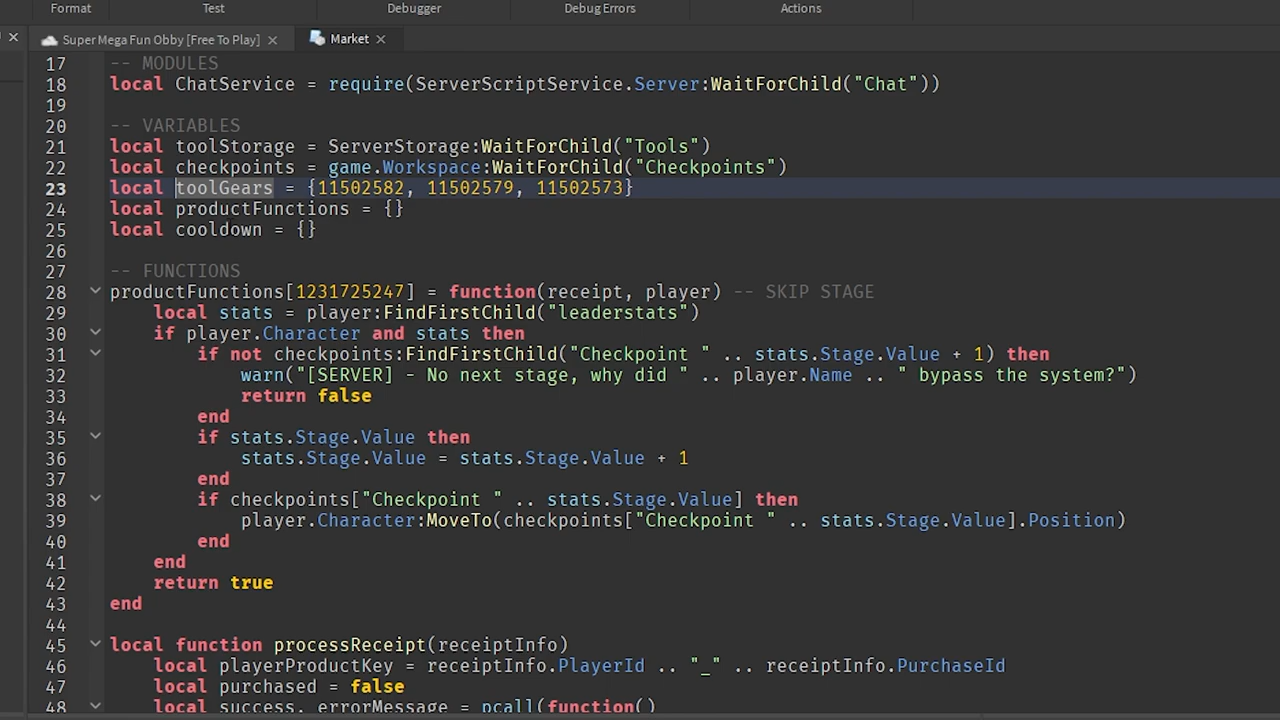 Format Test Debugger Debug Errors Actions
Super Mega Fun Obby [Free To Play] Market
17 -- MODULES
18 local ChatService = require(ServerScriptService.Server:WaitForChild("Chat"))
19
20 -- VARIABLES
21 local toolStorage = ServerStorage:WaitForChild("Tools")
22 local checkpoints = game.Workspace:WaitForChild("Checkpoints")
23 local toolGears = {11502582, 11502579, 11502573}
24 local productFunctions = {}
25 local cooldown = {}
26
27 -- FUNCTIONS
28 productFunctions[1231725247] = function(receipt, player) -- SKIP STAGE
29 local stats = player:FindFirstChild("leaderstats")
30 if player.Character and stats then
31 if not checkpoints:FindFirstChild("Checkpoint " .. stats.Stage.Value + 1) then
32 warn("[SERVER] - No next stage, why did " .. player.Name .. " bypass the system?")
33 return false
34 end
35 if stats.Stage.Value then
36 stats.Stage.Value = stats.Stage.Value + 1
37 end
38 if checkpoints["Checkpoint " .. stats.Stage.Value] then
39 player.Character:MoveTo(checkpoints["Checkpoint " .. stats.Stage.Value].Position)
40 end
41 end
42 return true
43 end
44
45 local function processReceipt(receiptInfo)
46 local playerProductKey = receiptInfo.PlayerId .. "_" .. receiptInfo.PurchaseId
47 local purchased = false
48 local success, errorMessage = pcall(function()